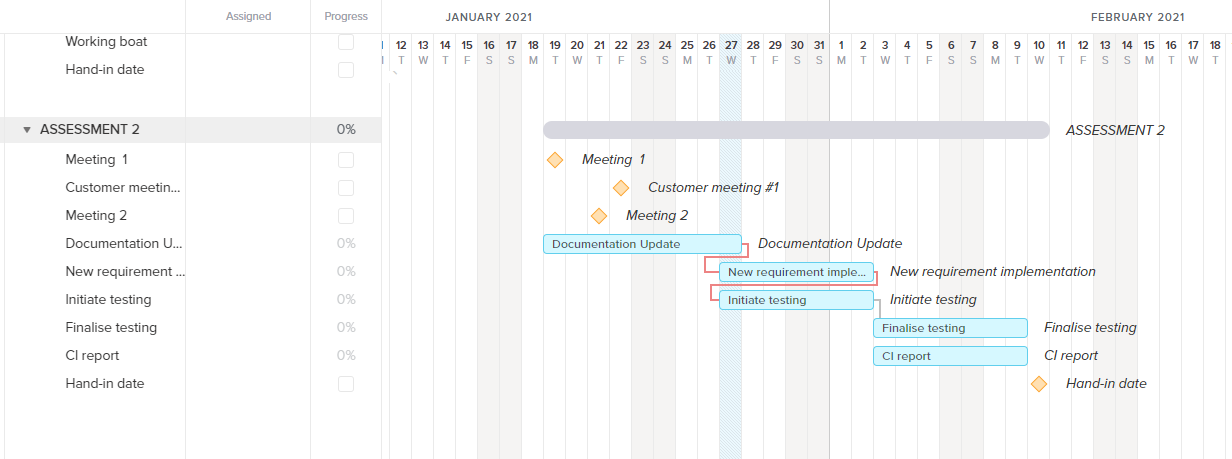 Assigned Progress JANUARY 2021 FEBRUARY 2021
12 13 14 15 16 17 18 19 20 21 22 23 24 25 26 27 28 29 30 31 1 2 3 4 5 6 7 8 9 10 11 12 13 14 15 16 17 18
T W T F S S M T W T F S S M T W T F S S M T W T F S S M T W T F S S M T W T
Working boat
Hand-in date
ASSESSMENT 2 0% ASSESSMENT 2
Meeting 1 Meeting 1
Customer meetin... Customer meeting #1
Meeting 2 Meeting 2
Documentation U... 0% Documentation Update Documentation Update
New requirement ... 0% New requirement imple... New requirement implementation
Initiate testing 0% Initiate testing Initiate testing
Finalise testing 0% Finalise testing Finalise testing
CI report 0% CI report CI report
Hand-in date Hand-in date